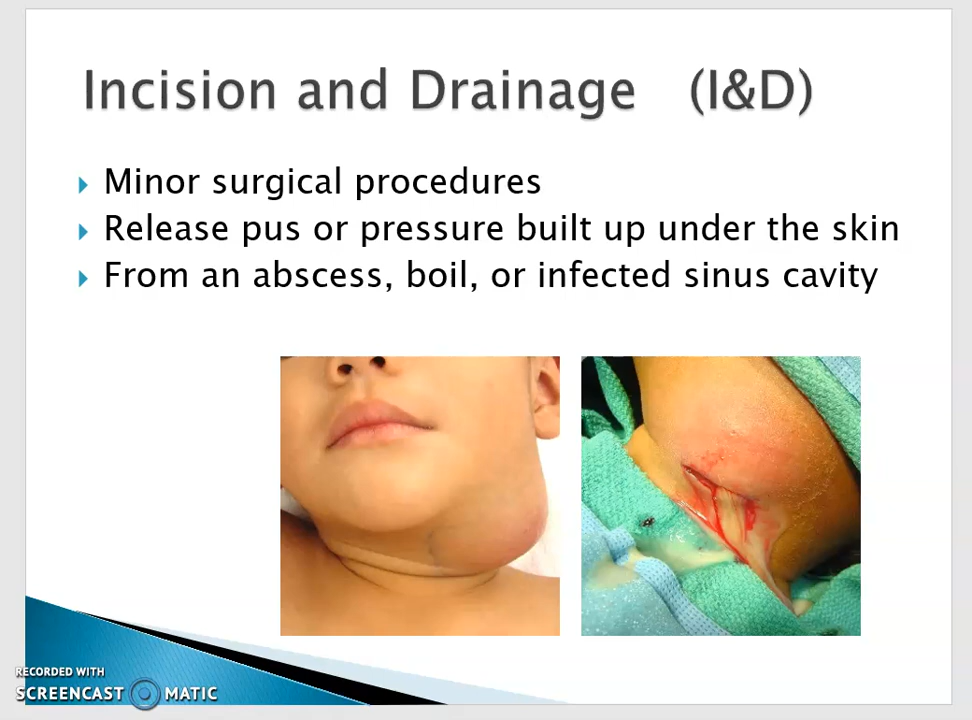 Incision and Drainage (I&D)
Minor surgical procedures
Release pus or pressure built up under the skin
From an abscess, boil, or infected sinus cavity
RECORDED WITH
SCREENCAST MATIC